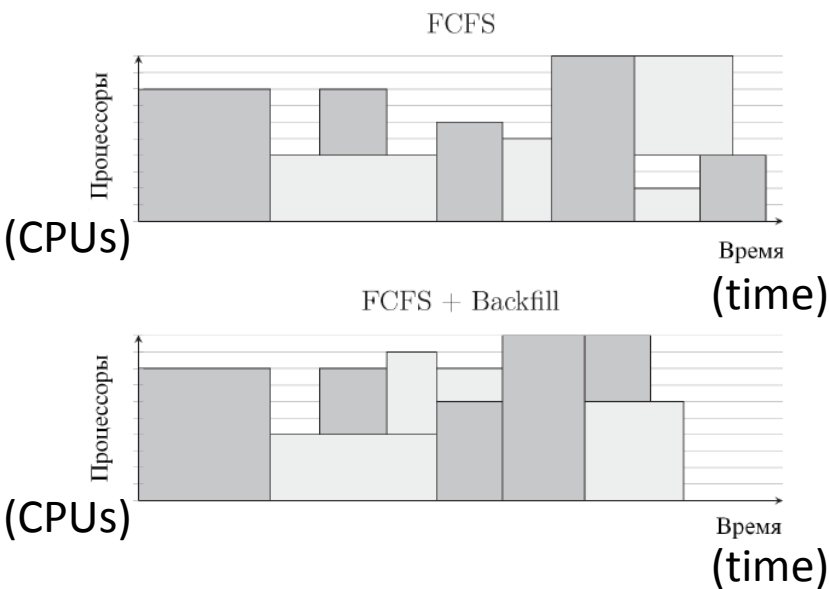 FCFS
Процессоры
(CPUs)
Время
(time)
FCFS + Backfill
Процессоры
(CPUs)
Время
(time)